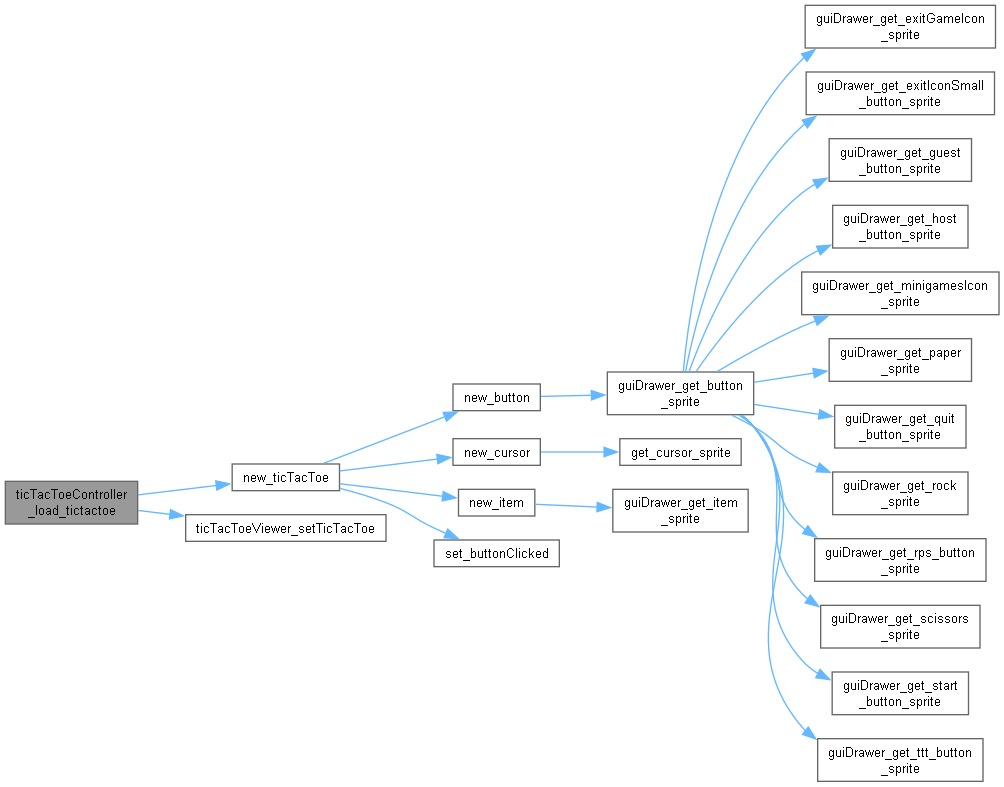 ticTacToeController
_load_tictactoe
new_ticTacToe
ticTacToeViewer_setTicTacToe
new_button
new_cursor
new_item
set_buttonClicked
guiDrawer_get_button
_sprite
get_cursor_sprite
guiDrawer_get_item
_sprite
guiDrawer_get_exitGameIcon
_sprite
guiDrawer_get_exitIconSmall
_button_sprite
guiDrawer_get_guest
_button_sprite
guiDrawer_get_host
_button_sprite
guiDrawer_get_minigamesIcon
_sprite
guiDrawer_get_paper
_sprite
guiDrawer_get_quit
_button_sprite
guiDrawer_get_rock
_sprite
guiDrawer_get_rps_button
_sprite
guiDrawer_get_scissors
_sprite
guiDrawer_get_start
_button_sprite
guiDrawer_get_ttt_button
_sprite